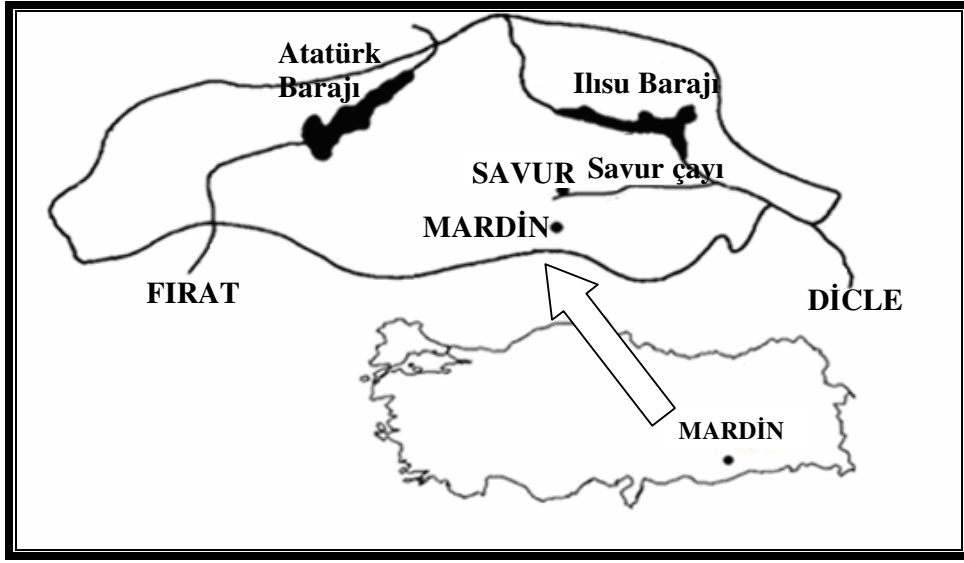 Atatürk
Barajı
Ilısu Barajı
SAVUR Savur çayı
MARDİN
FIRAT
DİCLE
MARDİN